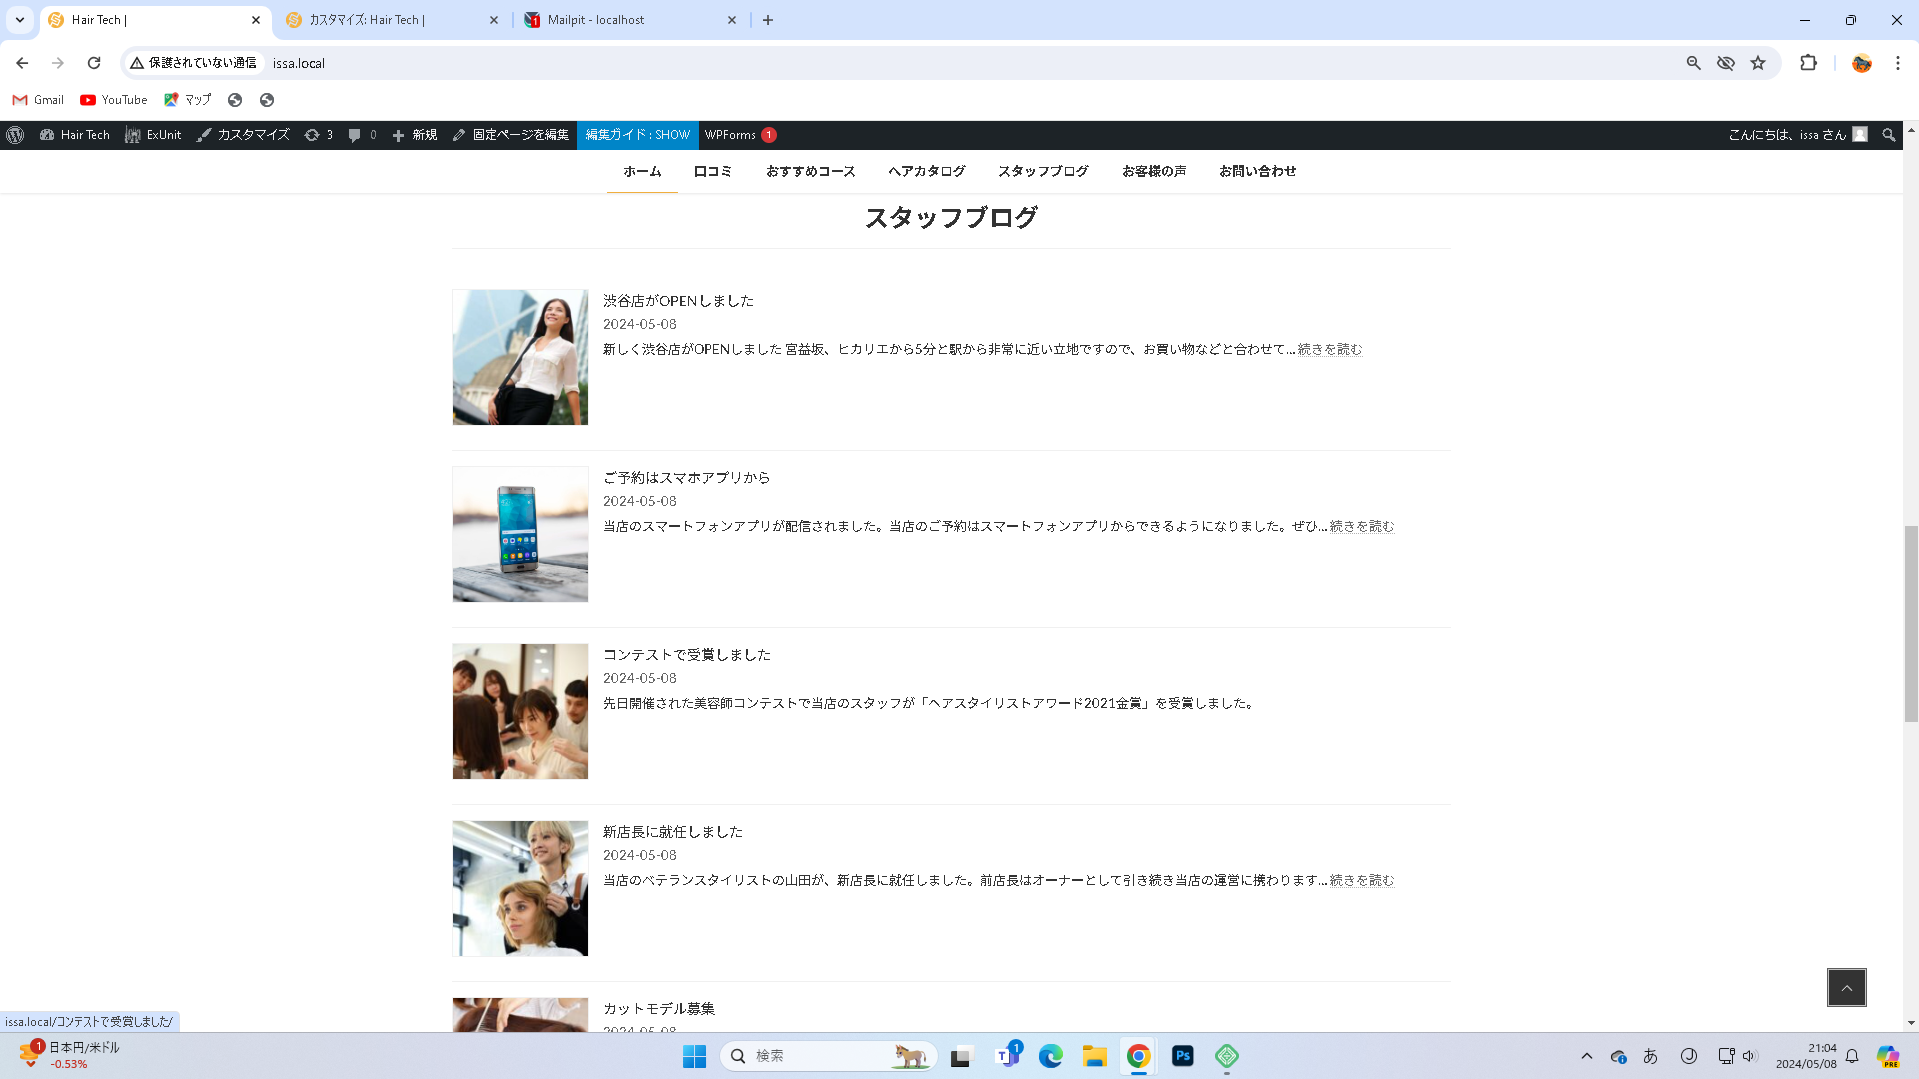 Hair Tech |
カスタマイズ: Hair Tech |
Mailpit - localhost
保護されていない通信
issa.local
Gmail
YouTube
マップ
Hair Tech
ExUnit
カスタマイズ
3
0
新規
固定ページを編集
編集ガイド : SHOW
WPForms 1
こんにちは、issa さん
ホーム
口コミ
おすすめコース
ヘアカタログ
スタッフブログ
お客様の声
お問い合わせ
スタッフブログ
渋谷店がOPENしました
2024-05-08
新しく渋谷店がOPENしました 宮益坂、ヒカリエから5分と駅から非常に近い立地ですので、お買い物などと合わせて... 続きを読む
ご予約はスマホアプリから
2024-05-08
当店のスマートフォンアプリが配信されました。当店のご予約はスマートフォンアプリからできるようになりました。ぜひ... 続きを読む
コンテストで受賞しました
2024-05-08
先日開催された美容師コンテストで当店のスタッフが「ヘアスタイリストアワード2021金賞」を受賞しました。
新店長に就任しました
2024-05-08
当店のベテランスタイリストの山田が、新店長に就任しました。前店長はオーナーとして引き続き当店の運営に携わります... 続きを読む
カットモデル募集
2024-05-08
issa.local/コンテストで受賞しました/
1
日本円/米ドル
-0.53%
検索
1
Ps
あ
21:04
2024/05/08
PRE